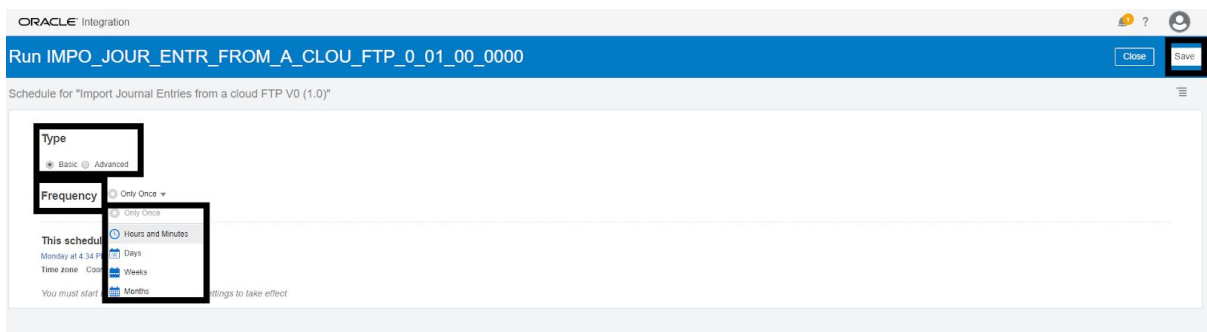 ORACLE Integration
1 ?
Run IMPO_JOUR_ENTR_FROM_A_CLOU_FTP_0_01_00_0000
Close Save
Schedule for "Import Journal Entries from a cloud FTP V0 (1.0)"
Type
Basic Advanced
Frequency Only Once
Only Once
Hours and Minutes
This schedul
Days
Monday at 4:34 P
Weeks
Time zone Coo
Months
You must start
ettings to take effect